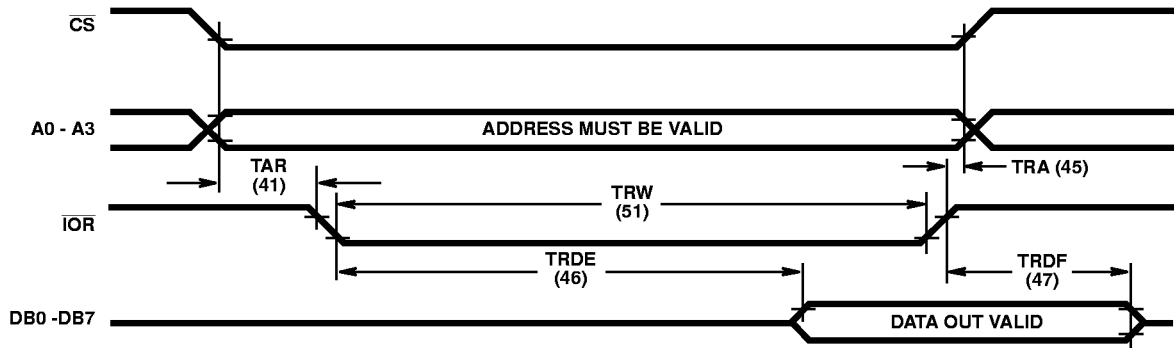 CS
A0 - A3
ADDRESS MUST BE VALID
TAR
(41)
TRA (45)
TRW
(51)
IOR
TRDE
(46)
TRDF
(47)
DB0 -DB7
DATA OUT VALID